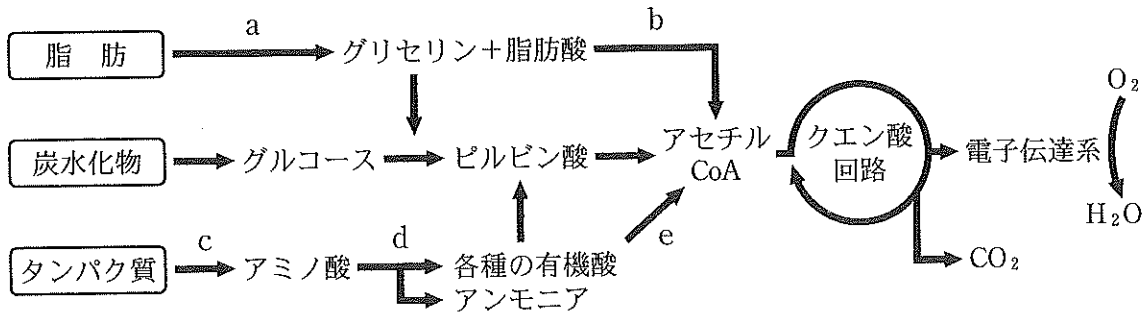 a
b
脂 肪
グリセリン+脂肪酸
O₂
炭水化物
グルコース
ピルビン酸
アセチル
CoA
クエン酸
回路
電子伝達系
H₂O
c
d
e
タンパク質
アミノ酸
各種の有機酸
アンモニア
CO₂